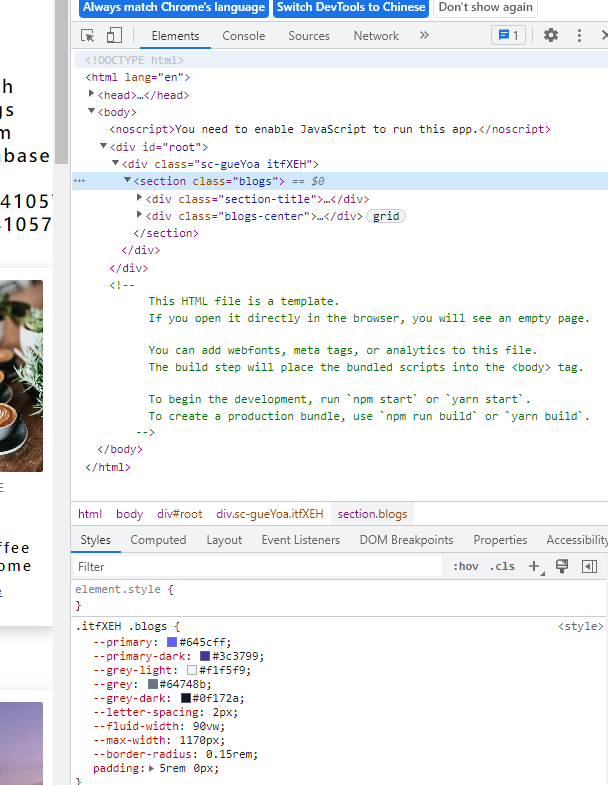 Always match Chrome's language Switch DevTools to Chinese Don't show again
Elements Console Sources Network » 1
<!DOCTYPE html>
<html lang="en">
<head>…</head>
<body>
<noscript>You need to enable JavaScript to run this app.</noscript>
<div id="root">
<div class="sc-gueYoa itfXEH">
<section class="blogs"> == $0
<div class="section-title">…</div>
<div class="blogs-center">…</div> grid
</section>
</div>
</div>
<!--
This HTML file is a template.
If you open it directly in the browser, you will see an empty page.
You can add webfonts, meta tags, or analytics to this file.
The build step will place the bundled scripts into the <body> tag.
To begin the development, run `npm start` or `yarn start`.
To create a production bundle, use `npm run build` or `yarn build`.
-->
</body>
</html>
html body div#root div.sc-gueYoa.itfXEH section.blogs
Styles Computed Layout Event Listeners DOM Breakpoints Properties Accessibility
Filter :hov .cls +
element.style {
}
.itfXEH .blogs { <style>
--primary: #645cff;
--primary-dark: #3c3799;
--grey-light: #f1f5f9;
--grey: #64748b;
--grey-dark: #0f172a;
--letter-spacing: 2px;
--fluid-width: 90vw;
--max-width: 1170px;
--border-radius: 0.15rem;
padding: 5rem 0px;
}
h
gs
m
abase
41057
41057
E
ffee
ome